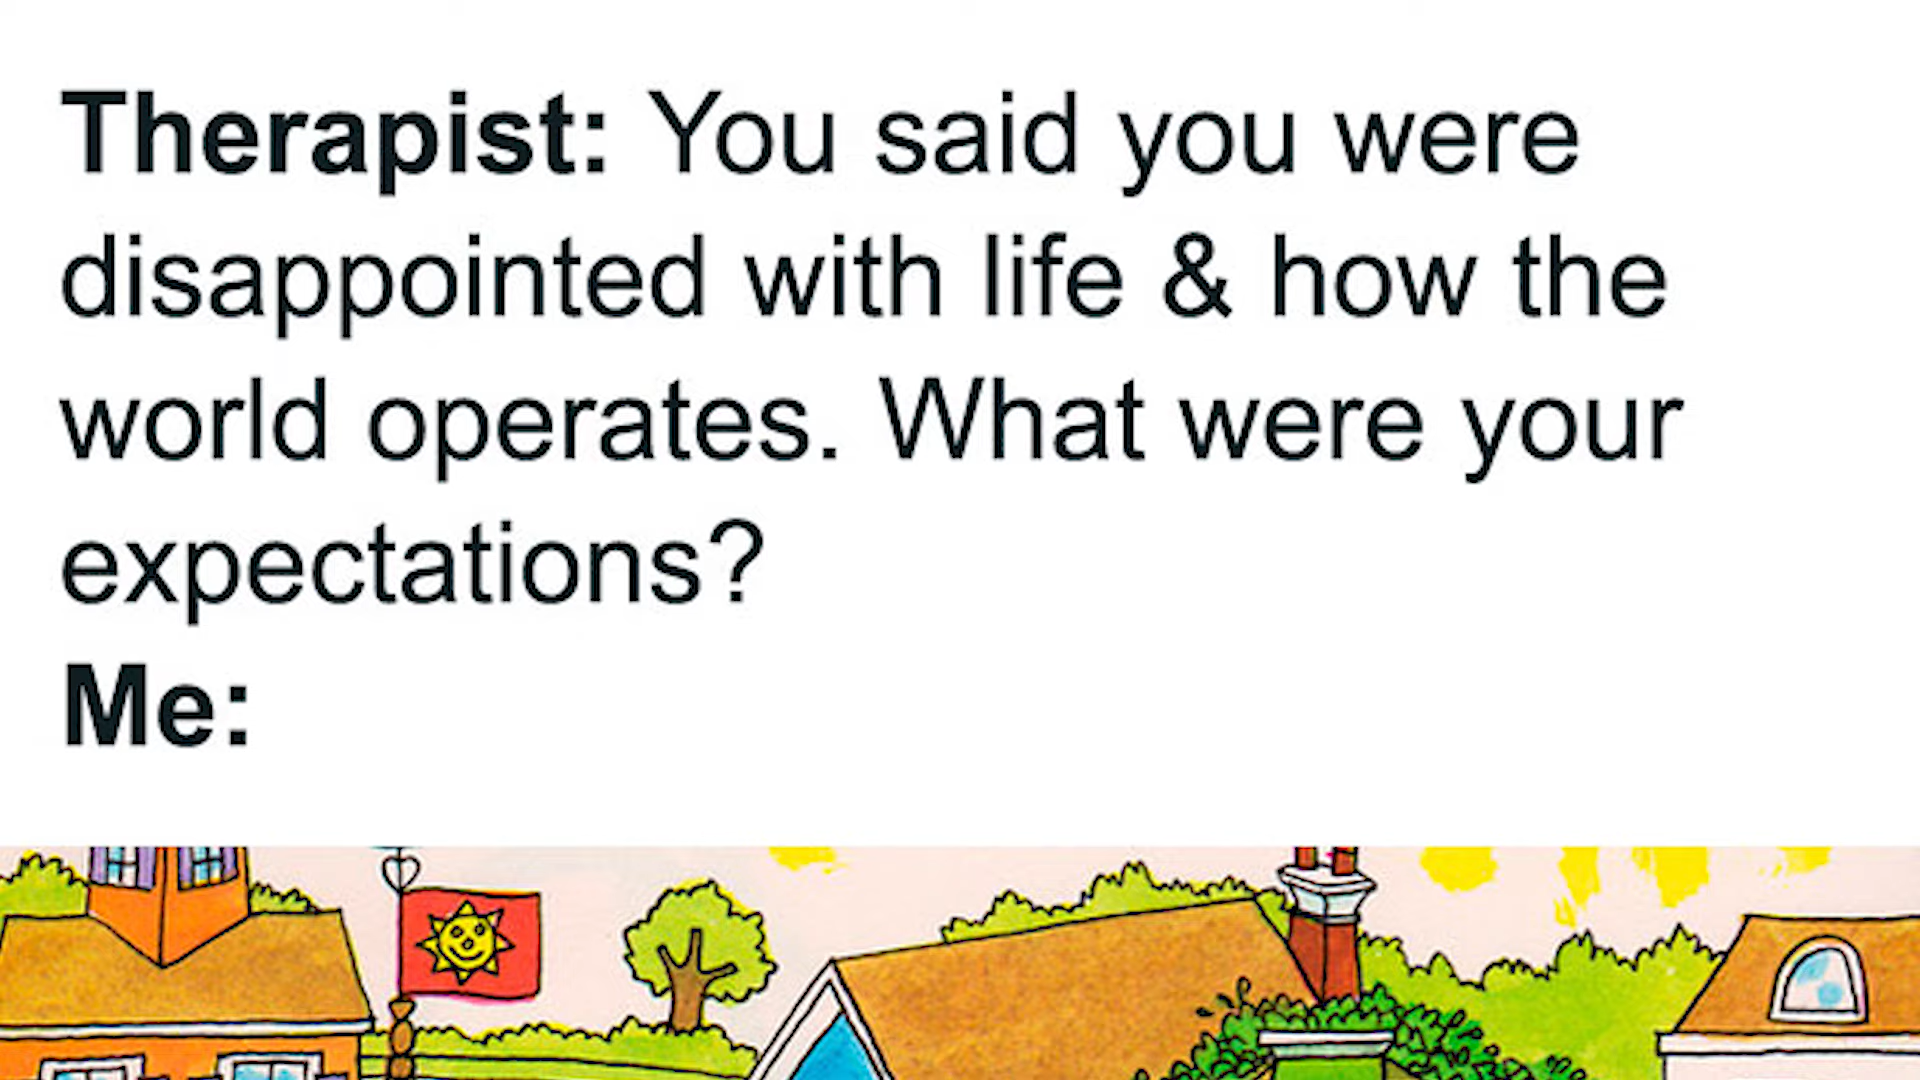 Therapist: You said you were
disappointed with life & how the
world operates. What were your
expectations?
Me: